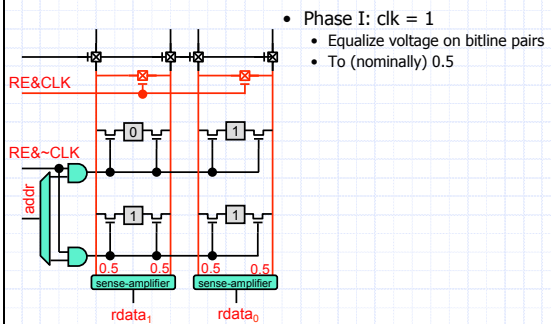 • Phase I: clk = 1
• Equalize voltage on bitline pairs
• To (nominally) 0.5
RE&CLK
0 1
RE&~CLK
addr
1 1
0.5 0.5 0.5 0.5
sense-amplifier sense-amplifier
rdata1 rdata0